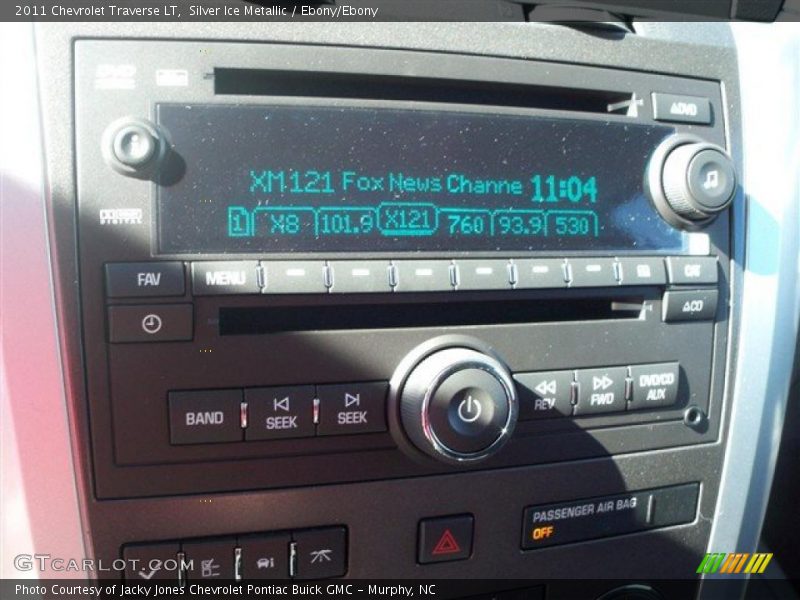 2011 Chevrolet Traverse LT, Silver Ice Metallic / Ebony/Ebony
DVD
XM121 Fox News Channe 11:04
1 X8 101.9 X121 760 93.9 530
DIGITAL
FAV MENU CAT
CD
BAND SEEK SEEK REV FWD DVD/CD AUX
PASSENGER AIR BAG
OFF
GTCARLOT.COM
Photo Courtesy of Jacky Jones Chevrolet Pontiac Buick GMC - Murphy, NC